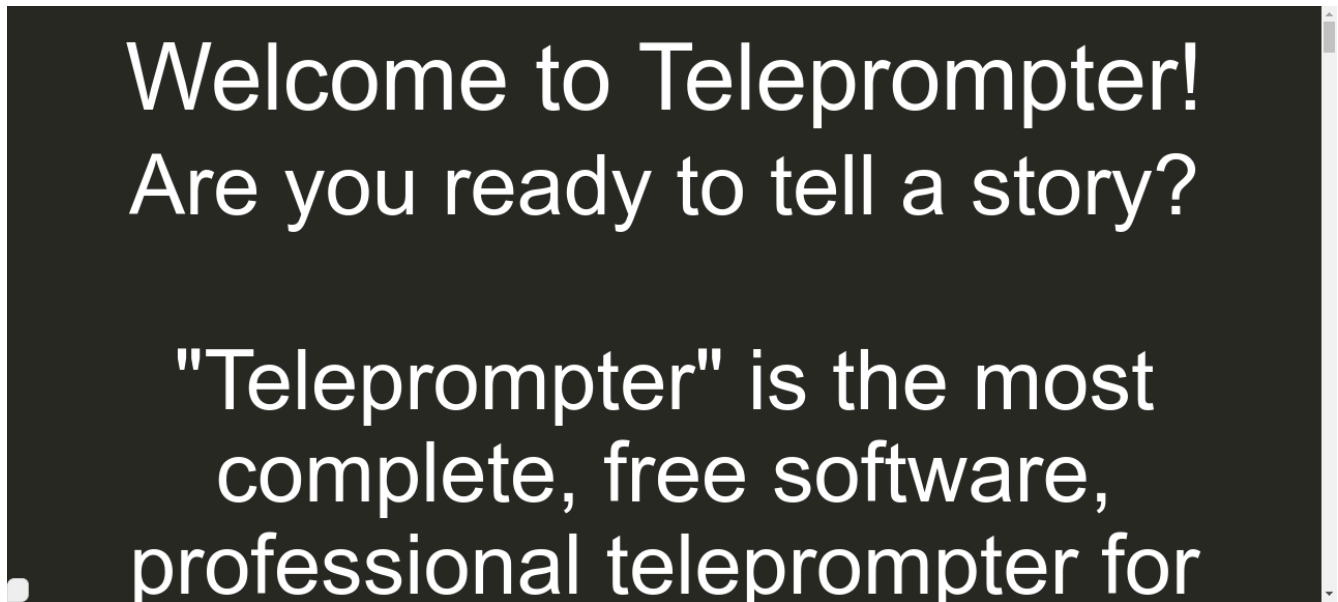 Welcome to Teleprompter!
Are you ready to tell a story?
"Teleprompter" is the most
complete, free software,
professional teleprompter for